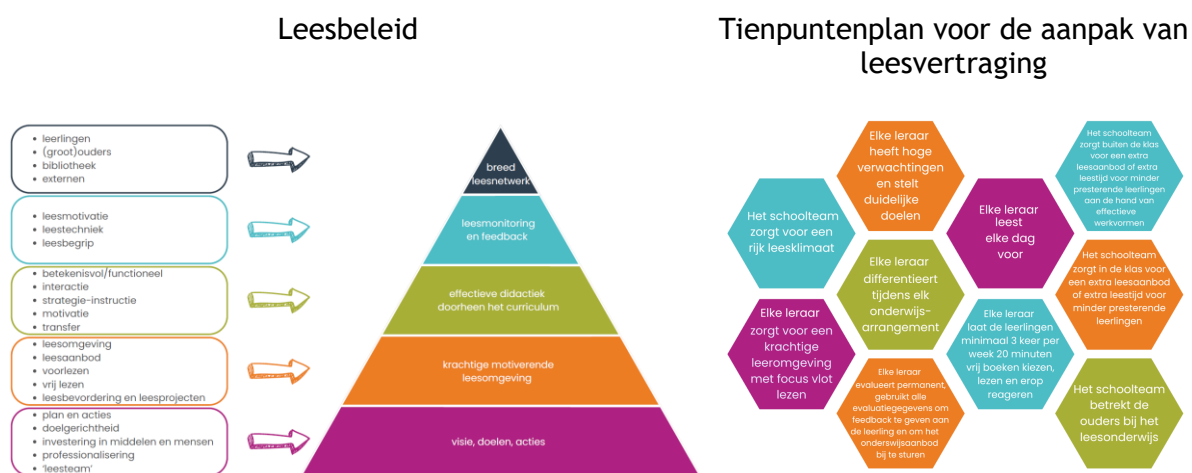 Leesbeleid
• leerlingen
• (groot)ouders
• bibliotheek
• externen
• leesmotivatie
• leestechniek
• leesbegrip
• betekenisvol/functioneel
• interactie
• strategie-instructie
• motivatie
• transfer
• leesomgeving
• leesaanbod
• voorlezen
• vrij lezen
• leesbevordering en leesprojecten
• plan en acties
• doelgerichtheid
• investering in middelen en mensen
• professionalisering
• 'leesteam'
breed
leesnetwerk
leesmonitoring
en feedback
effectieve didactiek
doorheen het curriculum
krachtige motiverende
leesomgeving
visie, doelen, acties
Tienpuntenplan voor de aanpak van
leesvertraging
Elke leraar
heeft hoge
verwachtingen
en stelt
duidelijke
doelen
Het schoolteam
zorgt buiten de klas
voor een extra
leesaanbod of extra
leestijd voor minder
presterende leerlingen
aan de hand van
effectieve
werkvormen
Het schoolteam
zorgt voor een
rijk leesklimaat
Elke leraar
leest
elke dag
voor
Elke leraar
differentieert
tijdens elk
onderwijs-
arrangement
Het schoolteam
zorgt in de klas voor
een extra leesaanbod
of extra leestijd voor
minder presterende
leerlingen
Elke leraar
zorgt voor een
krachtige
leeromgeving
met focus vlot
lezen
Elke leraar
laat de leerlingen
minimaal 3 keer per
week 20 minuten
vrij boeken kiezen,
lezen en erop
reageren
Elke leraar
evalueert permanent,
gebruikt alle
evaluatiegegevens om
feedback te geven aan
de leerling en om het
onderswijsaanbod
bij te sturen
Het schoolteam
betrekt de
ouders bij het
leesonderwijs